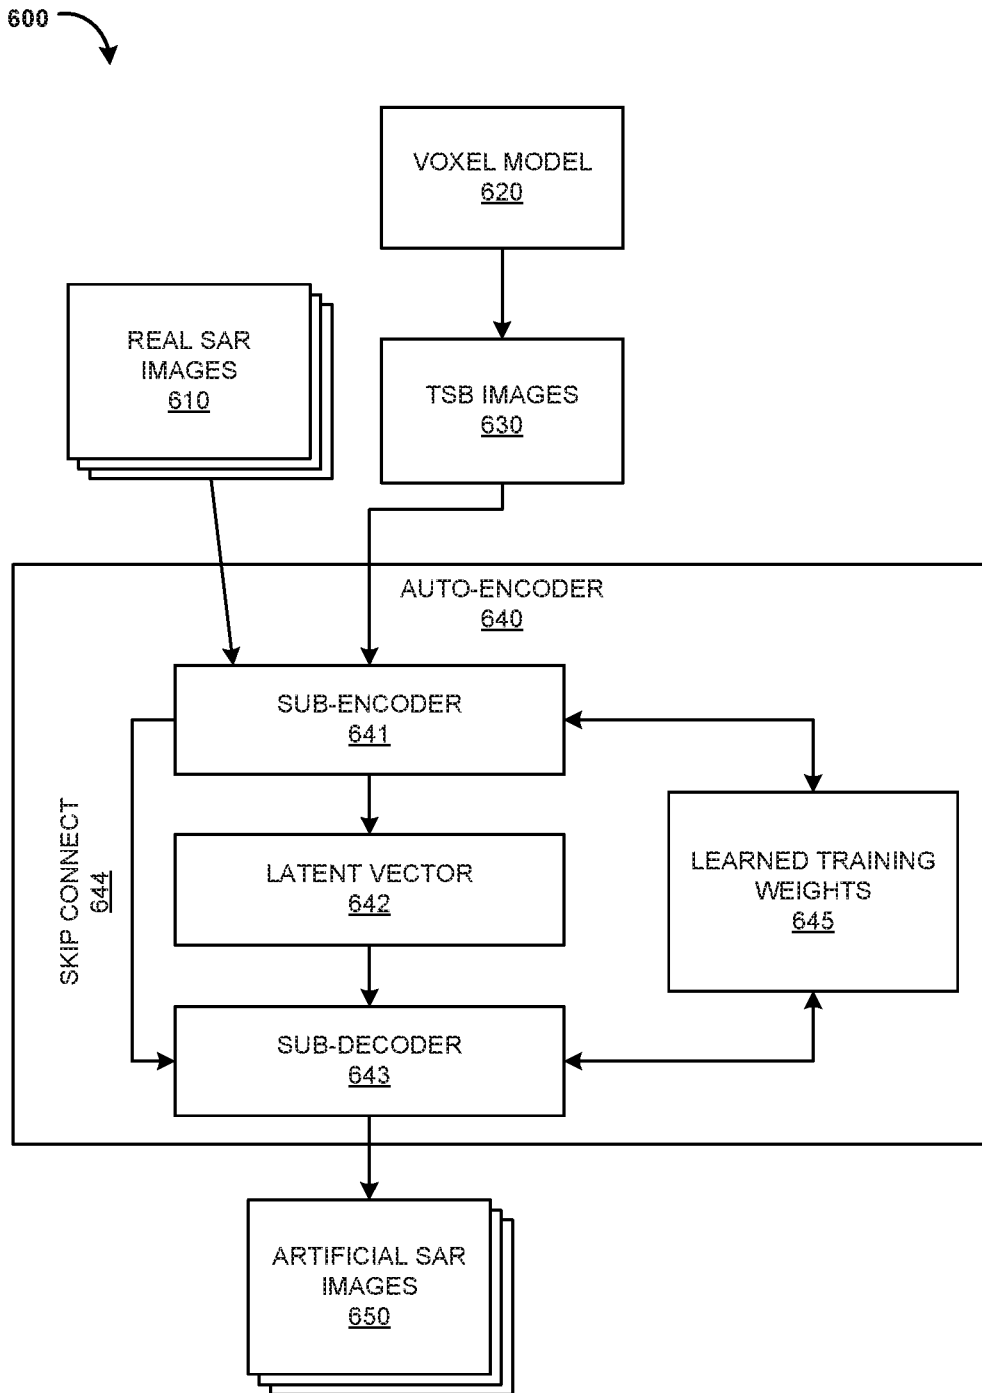 600
VOXEL MODEL
620
REAL SAR
IMAGES
610
TSB IMAGES
630
AUTO-ENCODER
640
SUB-ENCODER
641
SKIP CONNECT
644
LATENT VECTOR
642
LEARNED TRAINING
WEIGHTS
645
SUB-DECODER
643
ARTIFICIAL SAR
IMAGES
650